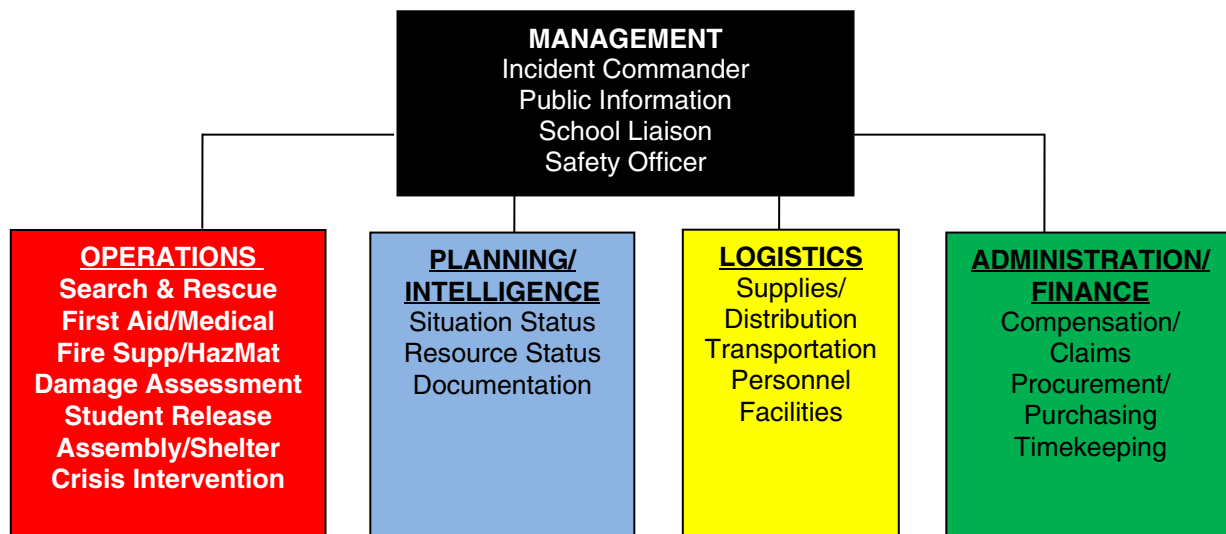 MANAGEMENT
Incident Commander
Public Information
School Liaison
Safety Officer
OPERATIONS
Search & Rescue
First Aid/Medical
Fire Supp/HazMat
Damage Assessment
Student Release
Assembly/Shelter
Crisis Intervention
PLANNING/
INTELLIGENCE
Situation Status
Resource Status
Documentation
LOGISTICS
Supplies/
Distribution
Transportation
Personnel
Facilities
ADMINISTRATION/
FINANCE
Compensation/
Claims
Procurement/
Purchasing
Timekeeping